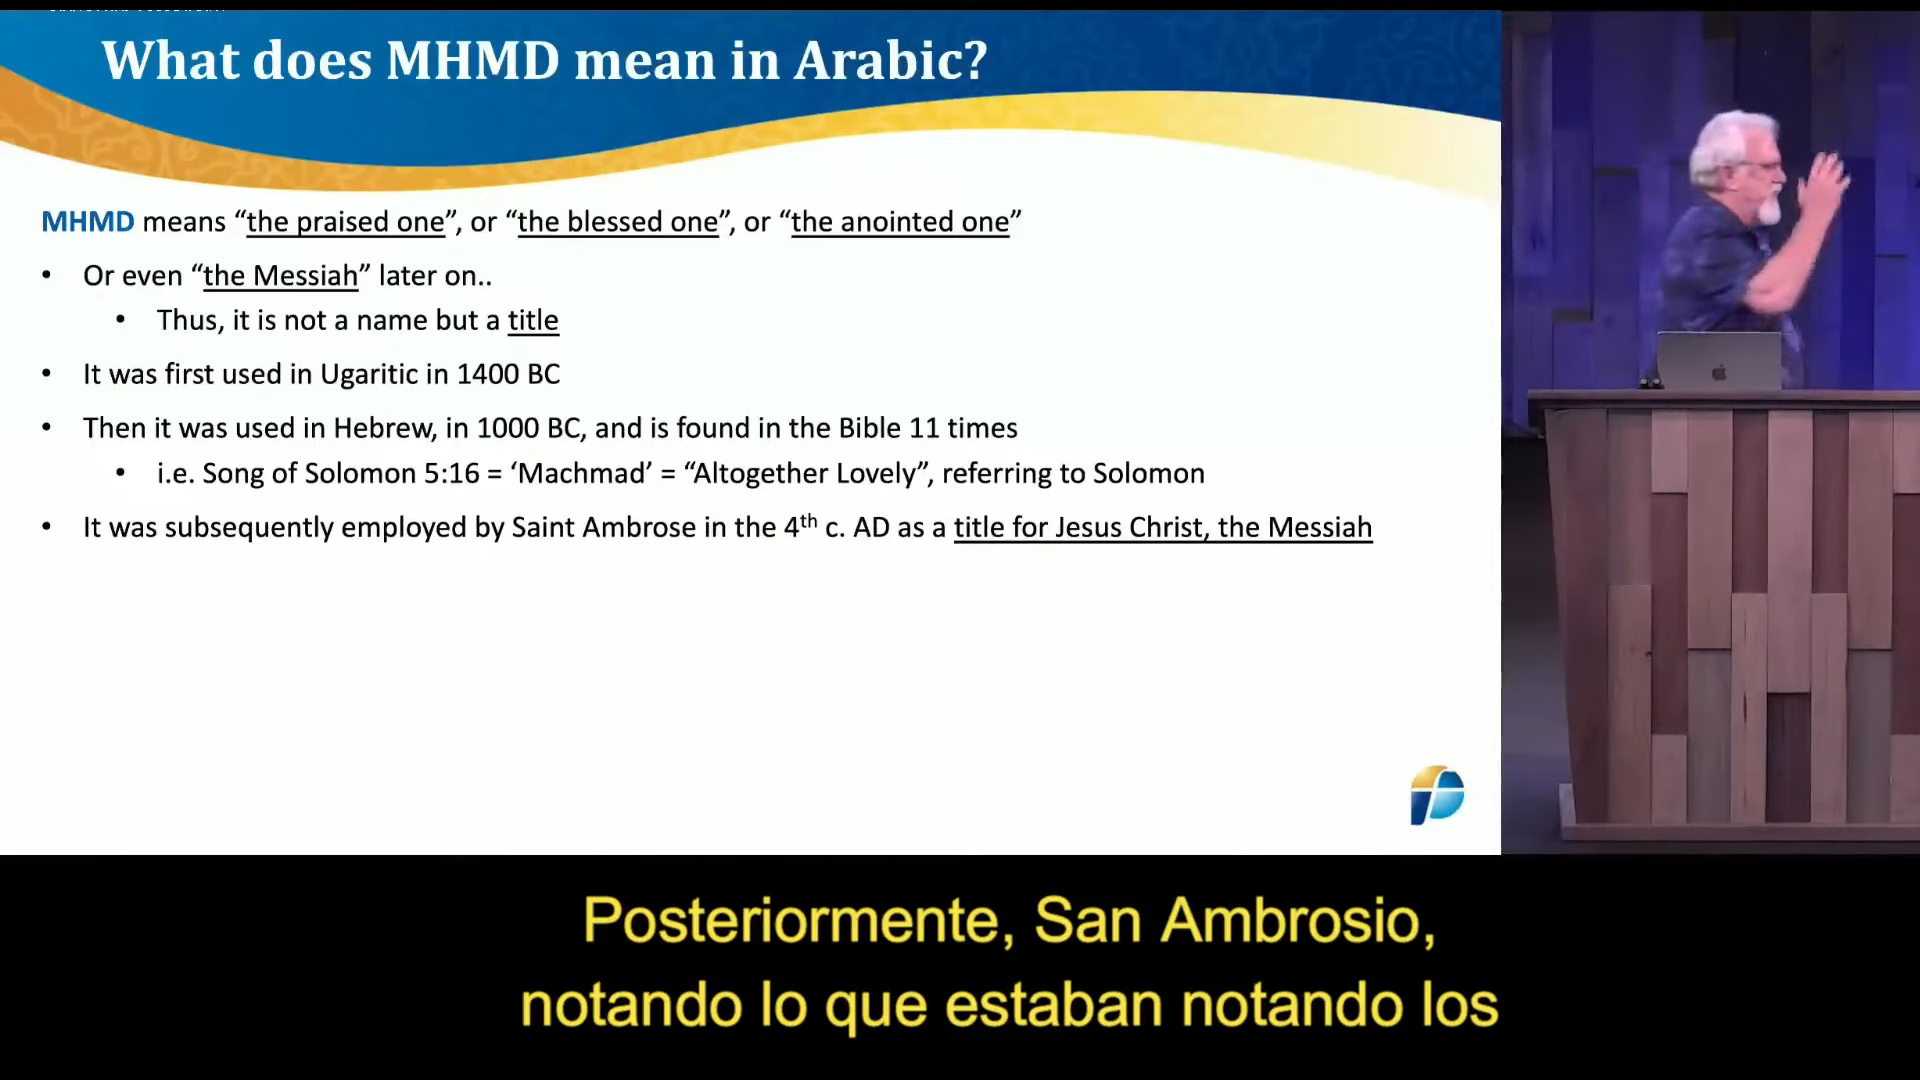 What does MHMD mean in Arabic?
MHMD means “the praised one”, or “the blessed one”, or “the anointed one”
• Or even “the Messiah” later on..
• Thus, it is not a name but a title
• It was first used in Ugaritic in 1400 BC
• Then it was used in Hebrew, in 1000 BC, and is found in the Bible 11 times
• i.e. Song of Solomon 5:16 = ‘Machmad’ = “Altogether Lovely”, referring to Solomon
• It was subsequently employed by Saint Ambrose in the 4th c. AD as a title for Jesus Christ, the Messiah
Posteriormente, San Ambrosio,
notando lo que estaban notando los